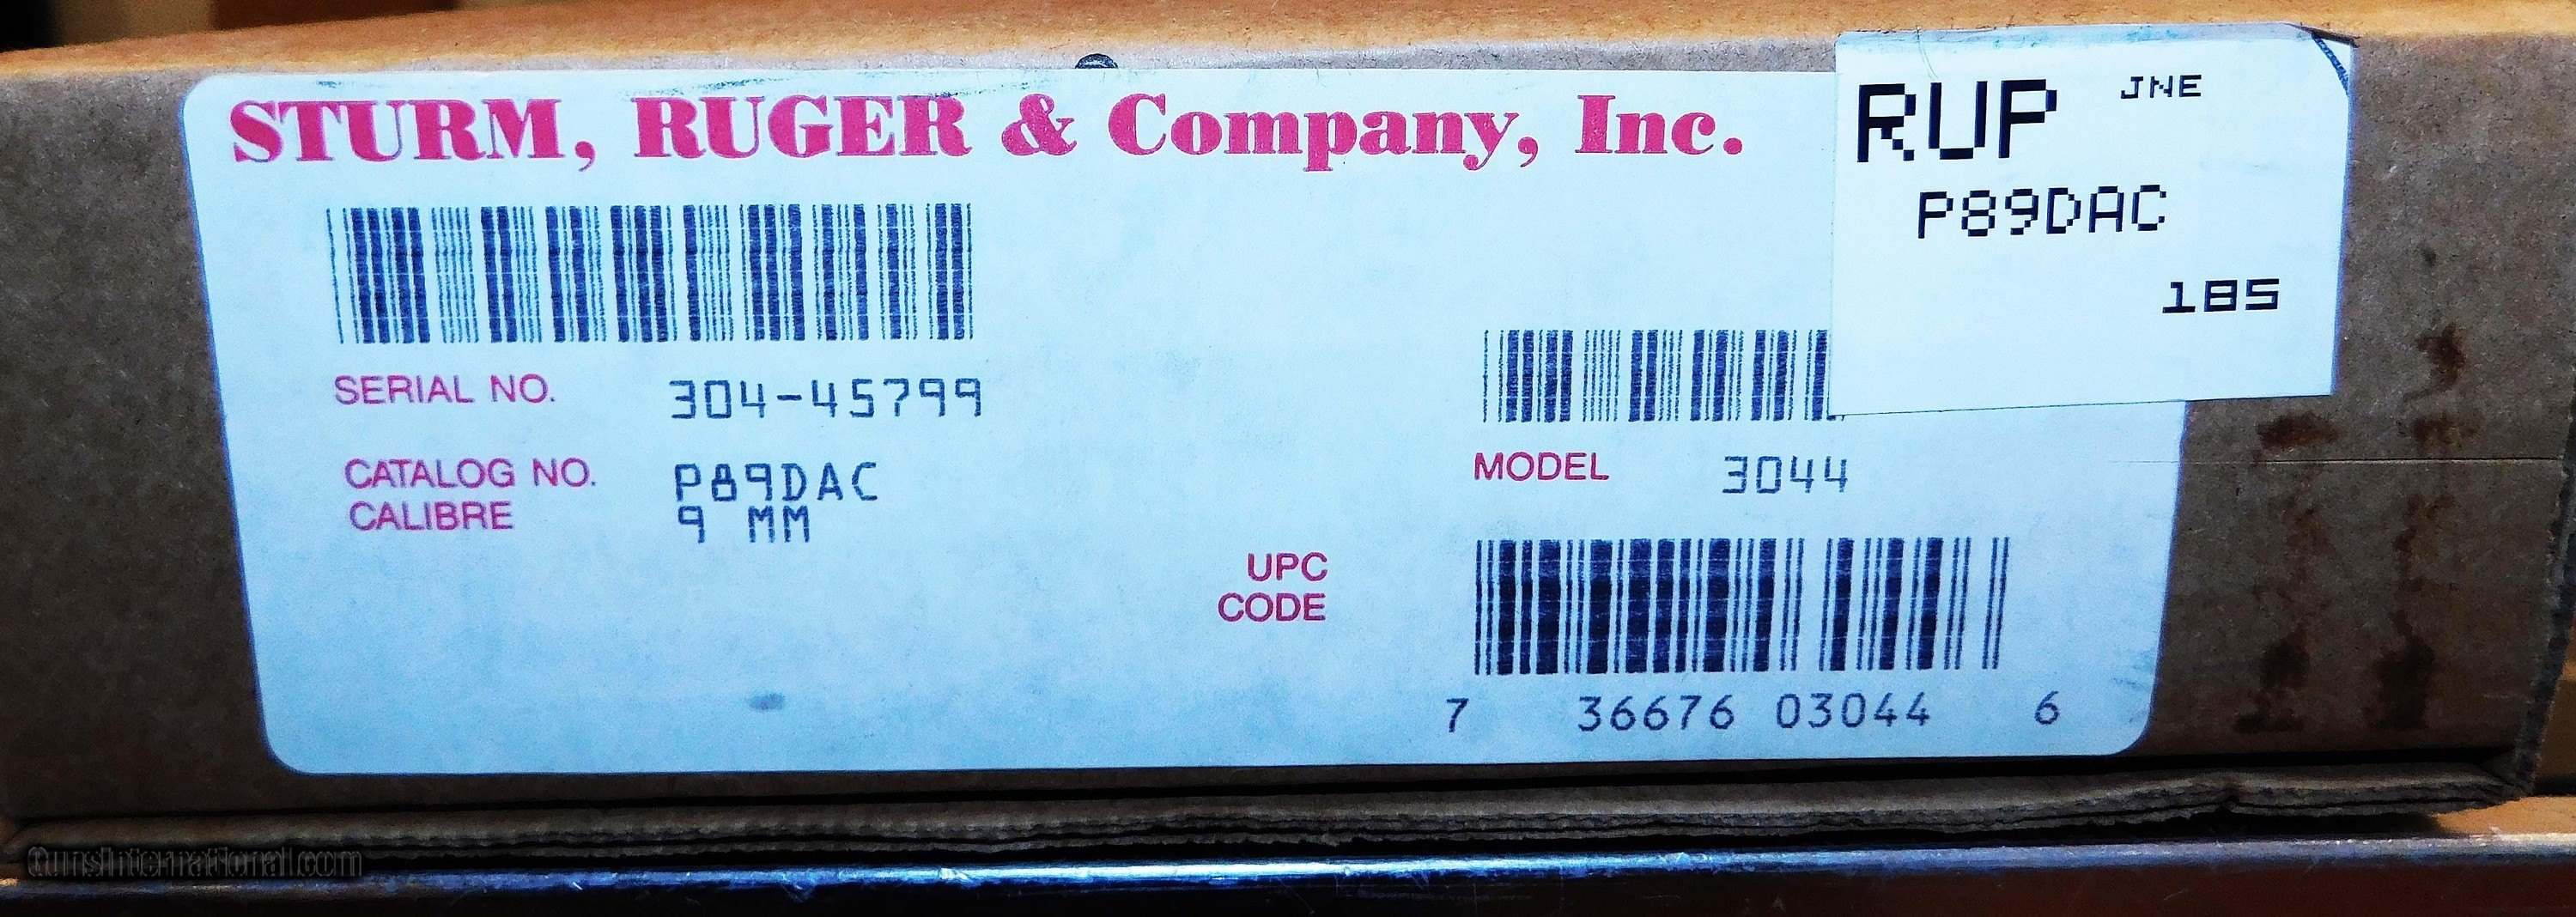 STURM, RUGER & Company, Inc.
RUP JNE
P89DAC
185
SERIAL NO. 304-45799
CATALOG NO. P89DAC
CALIBRE 9 MM
MODEL 3044
UPC
CODE
7 36676 03044 6
GunsInternational.com